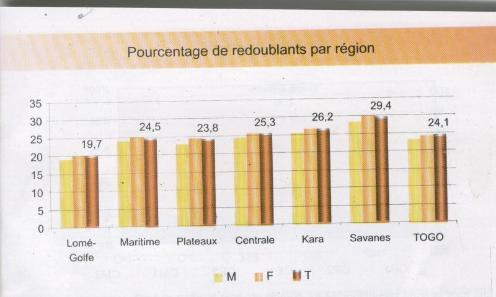 Pourcentage de redoublants par région
35
30
25
20
15
10
5
0
19,7
24,5
23,8
25,3
26,2
29,4
24,1
Lomé-
Golfe
Maritime
Plateaux
Centrale
Kara
Savanes
TOGO
M
F
T